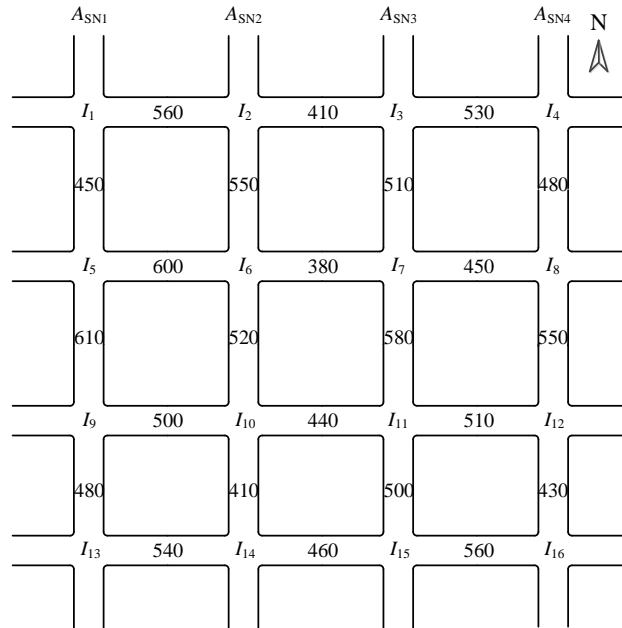 A_SN1 A_SN2 A_SN3 A_SN4 N
I_1 560 I_2 410 I_3 530 I_4
450 550 510 480
I_5 600 I_6 380 I_7 450 I_8
610 520 580 550
I_9 500 I_10 440 I_11 510 I_12
480 410 500 430
I_13 540 I_14 460 I_15 560 I_16